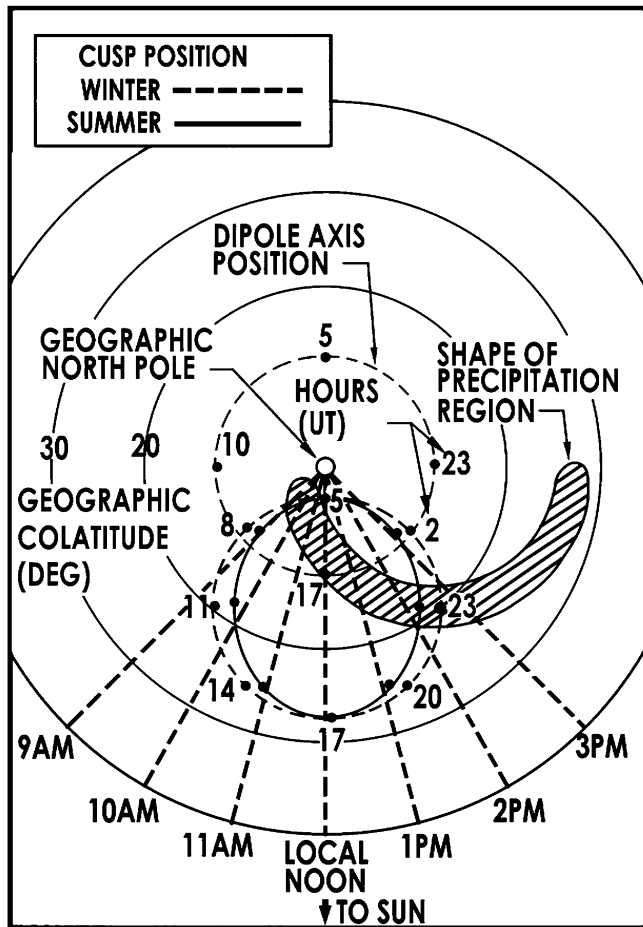 CUSP POSITION
WINTER
SUMMER
DIPOLE AXIS
POSITION
GEOGRAPHIC
NORTH POLE
5
HOURS
(UT)
SHAPE OF
PRECIPITATION
REGION
30
20
10
23
GEOGRAPHIC
COLATITUDE
(DEG)
5
8
2
17
11
23
14
20
17
9AM
10AM
11AM
LOCAL
NOON
1PM
2PM
3PM
TO SUN